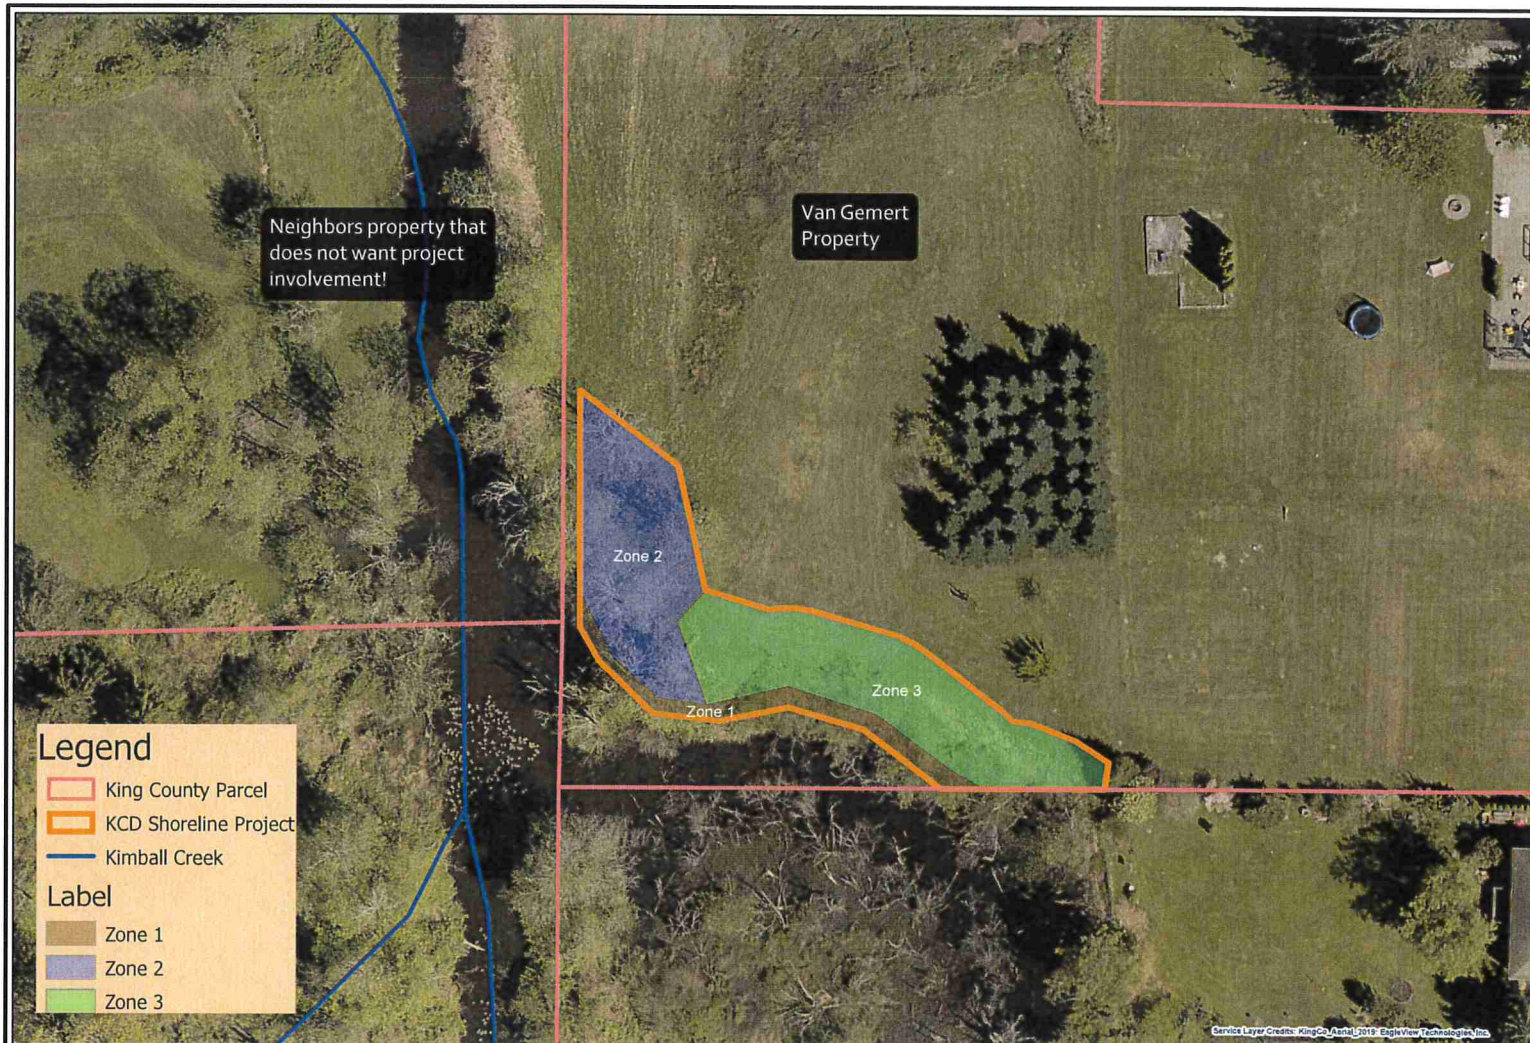 Neighbors property that
does not want project
involvement!
Van Gemert
Property
Zone 2
Zone 3
Zone 1
Legend
King County Parcel
KCD Shoreline Project
Kimball Creek
Label
Zone 1
Zone 2
Zone 3
Service Layer Credits: KingCo_Aerial_2019: EagleView Technologies, Inc.